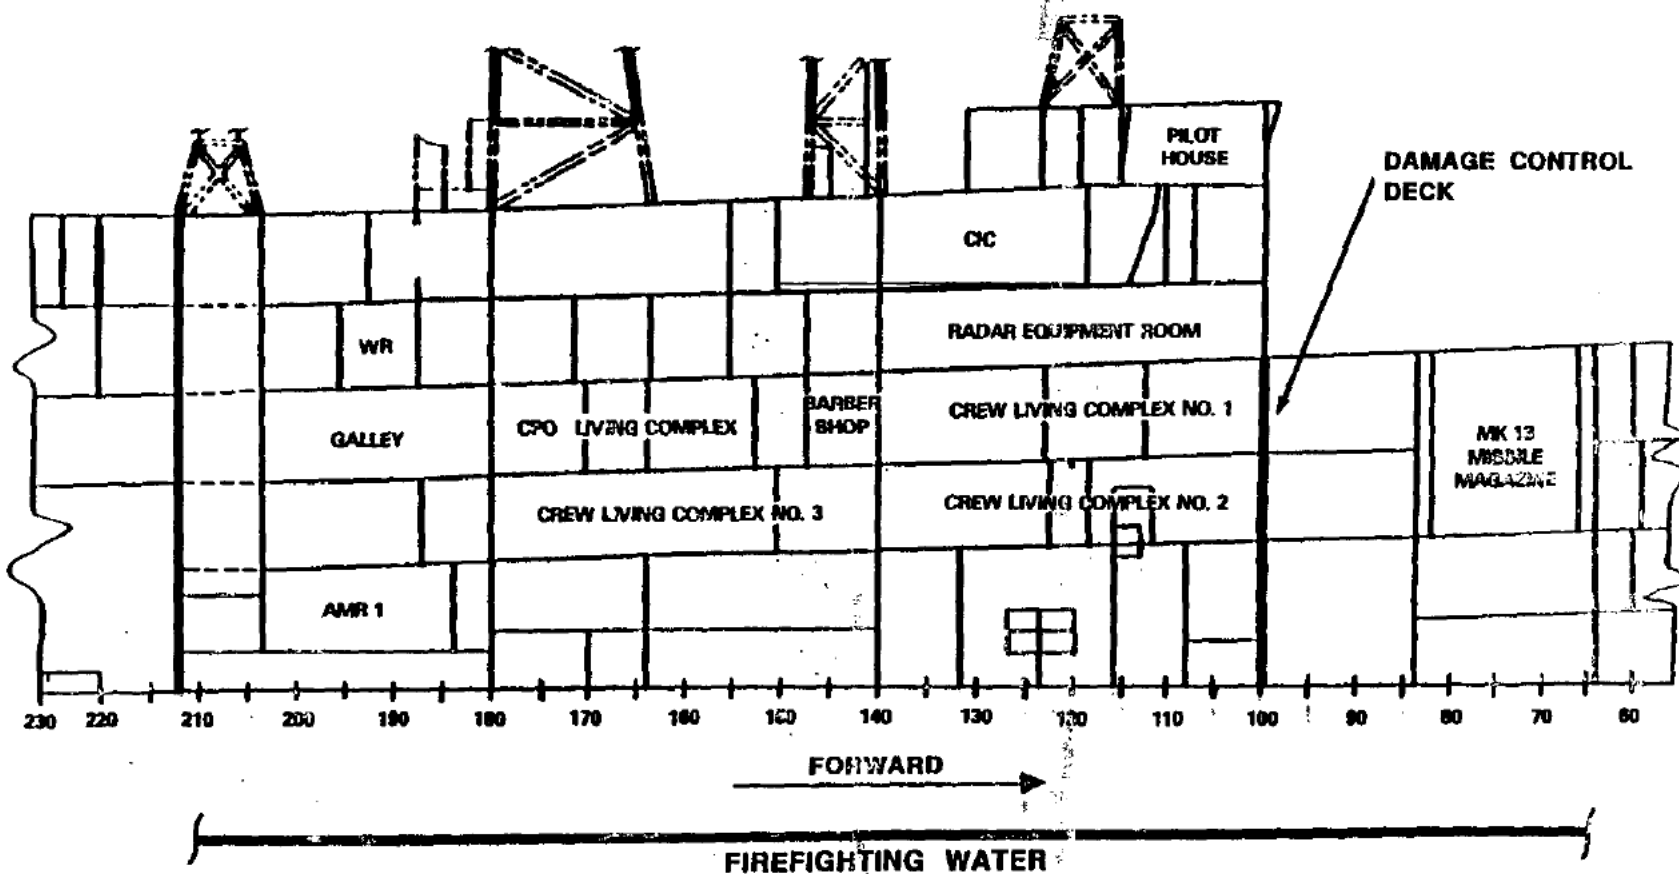 PILOT
HOUSE
DAMAGE CONTROL
DECK
CIC
RADAR EQUIPMENT ROOM
WR
BARBER
SHOP
CREW LIVING COMPLEX NO. 1
GALLEY
CPO LIVING COMPLEX
MK 13
MISSILE
MAGAZINE
CREW LIVING COMPLEX NO. 3
CREW LIVING COMPLEX NO. 2
AMR 1
230 220 210 200 190 180 170 160 150 140 130 120 110 100 90 80 70 60
FORWARD
FIREFIGHTING WATER